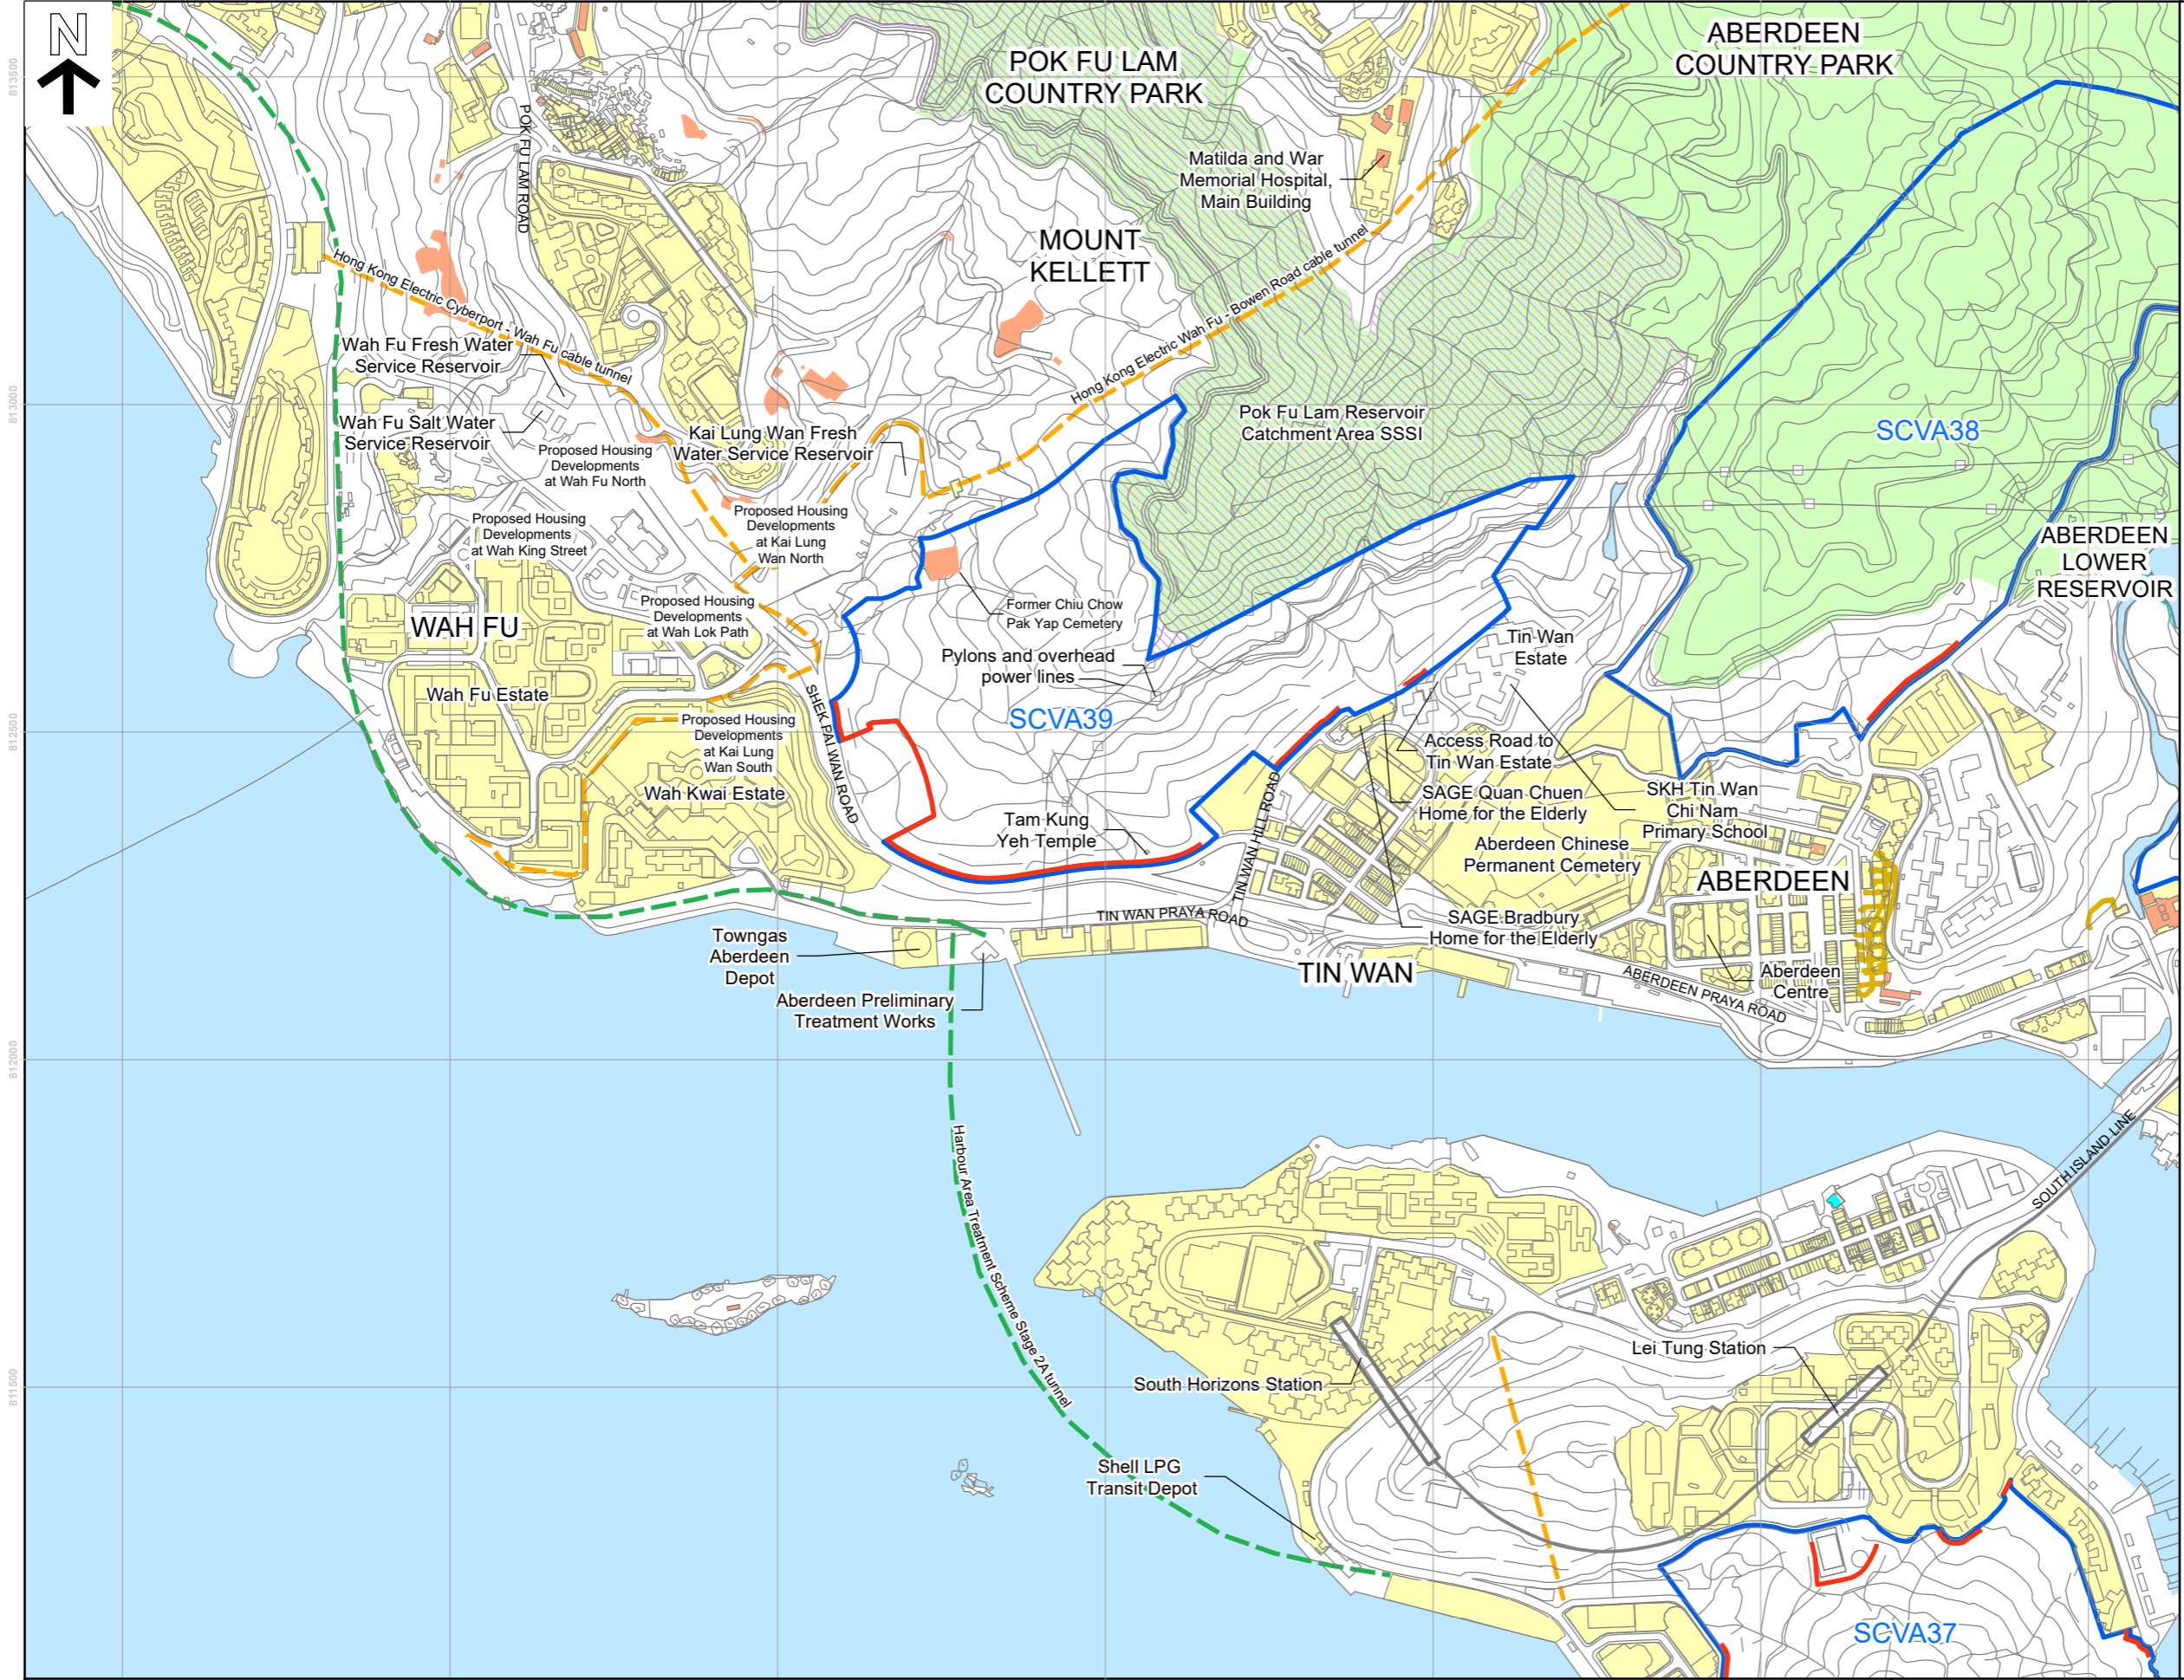 N
813500
813000
812500
812000
811500
POK FU LAM
COUNTRY PARK
ABERDEEN
COUNTRY PARK
POK FU LAM ROAD
Matilda and War
Memorial Hospital,
Main Building
MOUNT
KELLETT
Hong Kong Electric Cyberport - Wah Fu cable tunnel
Hong Kong Electric Wah Fu - Bowen Road cable tunnel
Wah Fu Fresh Water
Service Reservoir
Wah Fu Salt Water
Service Reservoir
Proposed Housing
Developments
at Wah Fu North
Kai Lung Wan Fresh
Water Service Reservoir
Pok Fu Lam Reservoir
Catchment Area SSSI
SCVA38
Proposed Housing
Developments
at Wah King Street
Proposed Housing
Developments
at Kai Lung
Wan North
ABERDEEN
LOWER
RESERVOIR
WAH FU
Proposed Housing
Developments
at Wah Lok Path
Former Chiu Chow
Pak Yap Cemetery
Pylons and overhead
power lines
Tin Wan
Estate
Wah Fu Estate
SHEK PAI WAN ROAD
SCVA39
Proposed Housing
Developments
at Kai Lung
Wan South
Wah Kwai Estate
Access Road to
Tin Wan Estate
SAGE Quan Chuen
Home for the Elderly
SKH Tin Wan
Chi Nam
Primary School
Tam Kung
Yeh Temple
TIN WAN HILL ROAD
Aberdeen Chinese
Permanent Cemetery
ABERDEEN
TIN WAN PRAYA ROAD
SAGE Bradbury
Home for the Elderly
Towngas
Aberdeen
Depot
TIN WAN
ABERDEEN PRAYA ROAD
Aberdeen
Centre
Aberdeen Preliminary
Treatment Works
Harbour Area Treatment Scheme Stage 2A tunnel
SOUTH ISLAND LINE
South Horizons Station
Lei Tung Station
Shell LPG
Transit Depot
SCVA37